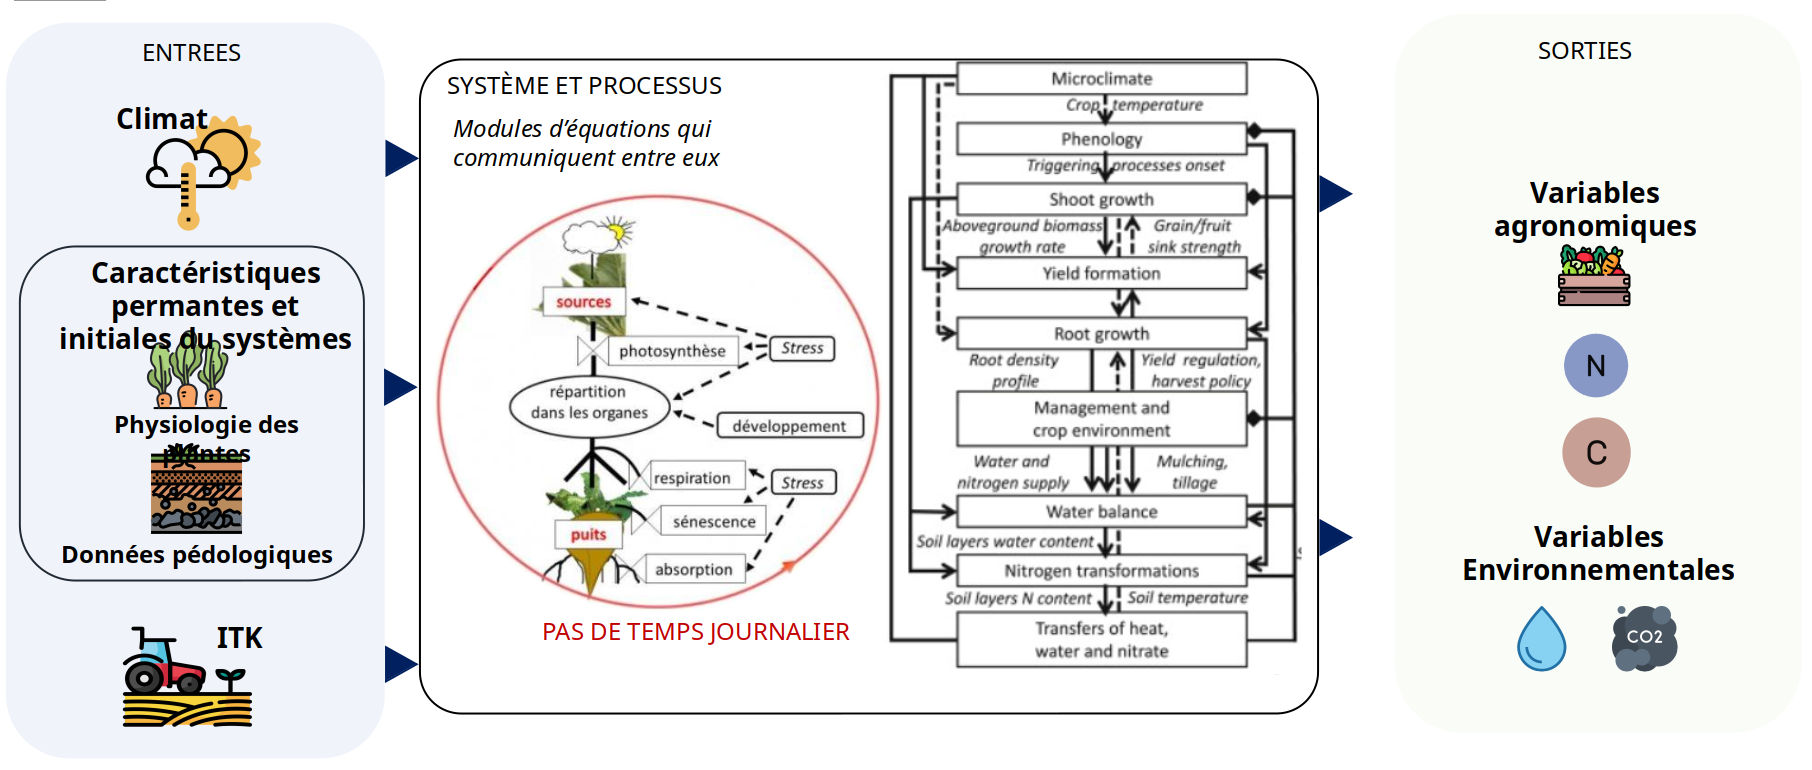 ENTREES
Climat
Caractéristiques
permantes et
initiales du systèmes
Physiologie des
plantes
Données pédologiques
ITK
SYSTÈME ET PROCESSUS
Modules d’équations qui
communiquent entre eux
sources
photosynthèse
Stress
répartition
dans les organes
développement
respiration
Stress
sénescence
puits
absorption
PAS DE TEMPS JOURNALIER
Microclimate
Crop temperature
Phenology
Triggering processes onset
Shoot growth
Aboveground biomass
growth rate
Grain/fruit
sink strength
Yield formation
Root growth
Root density
profile
Yield regulation,
harvest policy
Management and
crop environment
Water and
nitrogen supply
Mulching,
tillage
Water balance
Soil layers water content
Nitrogen transformations
Soil layers N content
Soil temperature
Transfers of heat,
water and nitrate
SORTIES
Variables
agronomiques
N
C
Variables
Environnementales
CO2